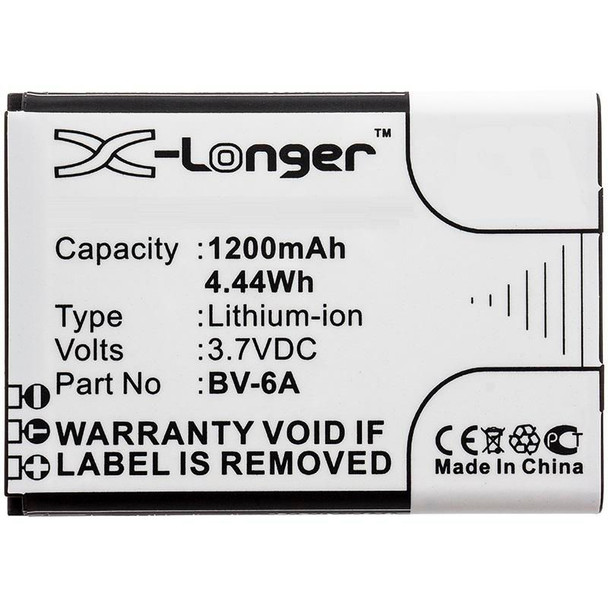 X-Longer™
Capacity : 1200mAh
4.44Wh
Type : Lithium-ion
Volts : 3.7VDC
Part No : BV-6A
WARRANTY VOID IF
LABEL IS REMOVED
CE
Made In China